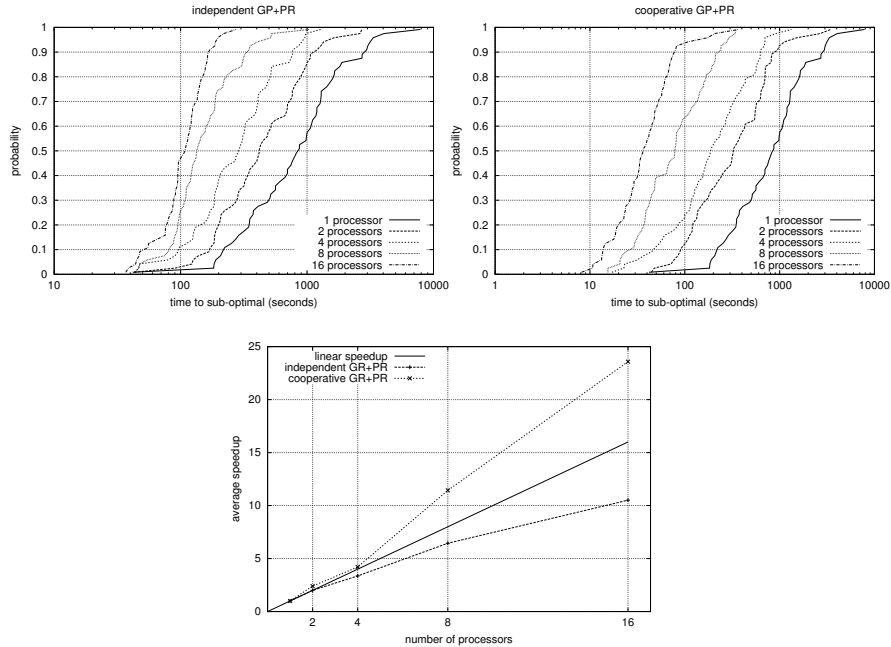 independent GP+PR
probability
1
0.9
0.8
0.7
0.6
0.5
0.4
0.3
0.2
0.1
0
10
100
1000
10000
time to sub-optimal (seconds)
1 processor
2 processors
4 processors
8 processors
16 processors
cooperative GP+PR
probability
1
0.9
0.8
0.7
0.6
0.5
0.4
0.3
0.2
0.1
0
1
10
100
1000
10000
time to sub-optimal (seconds)
1 processor
2 processors
4 processors
8 processors
16 processors
average speedup
25
20
15
10
5
0
2
4
8
16
number of processors
linear speedup
independent GR+PR
cooperative GR+PR